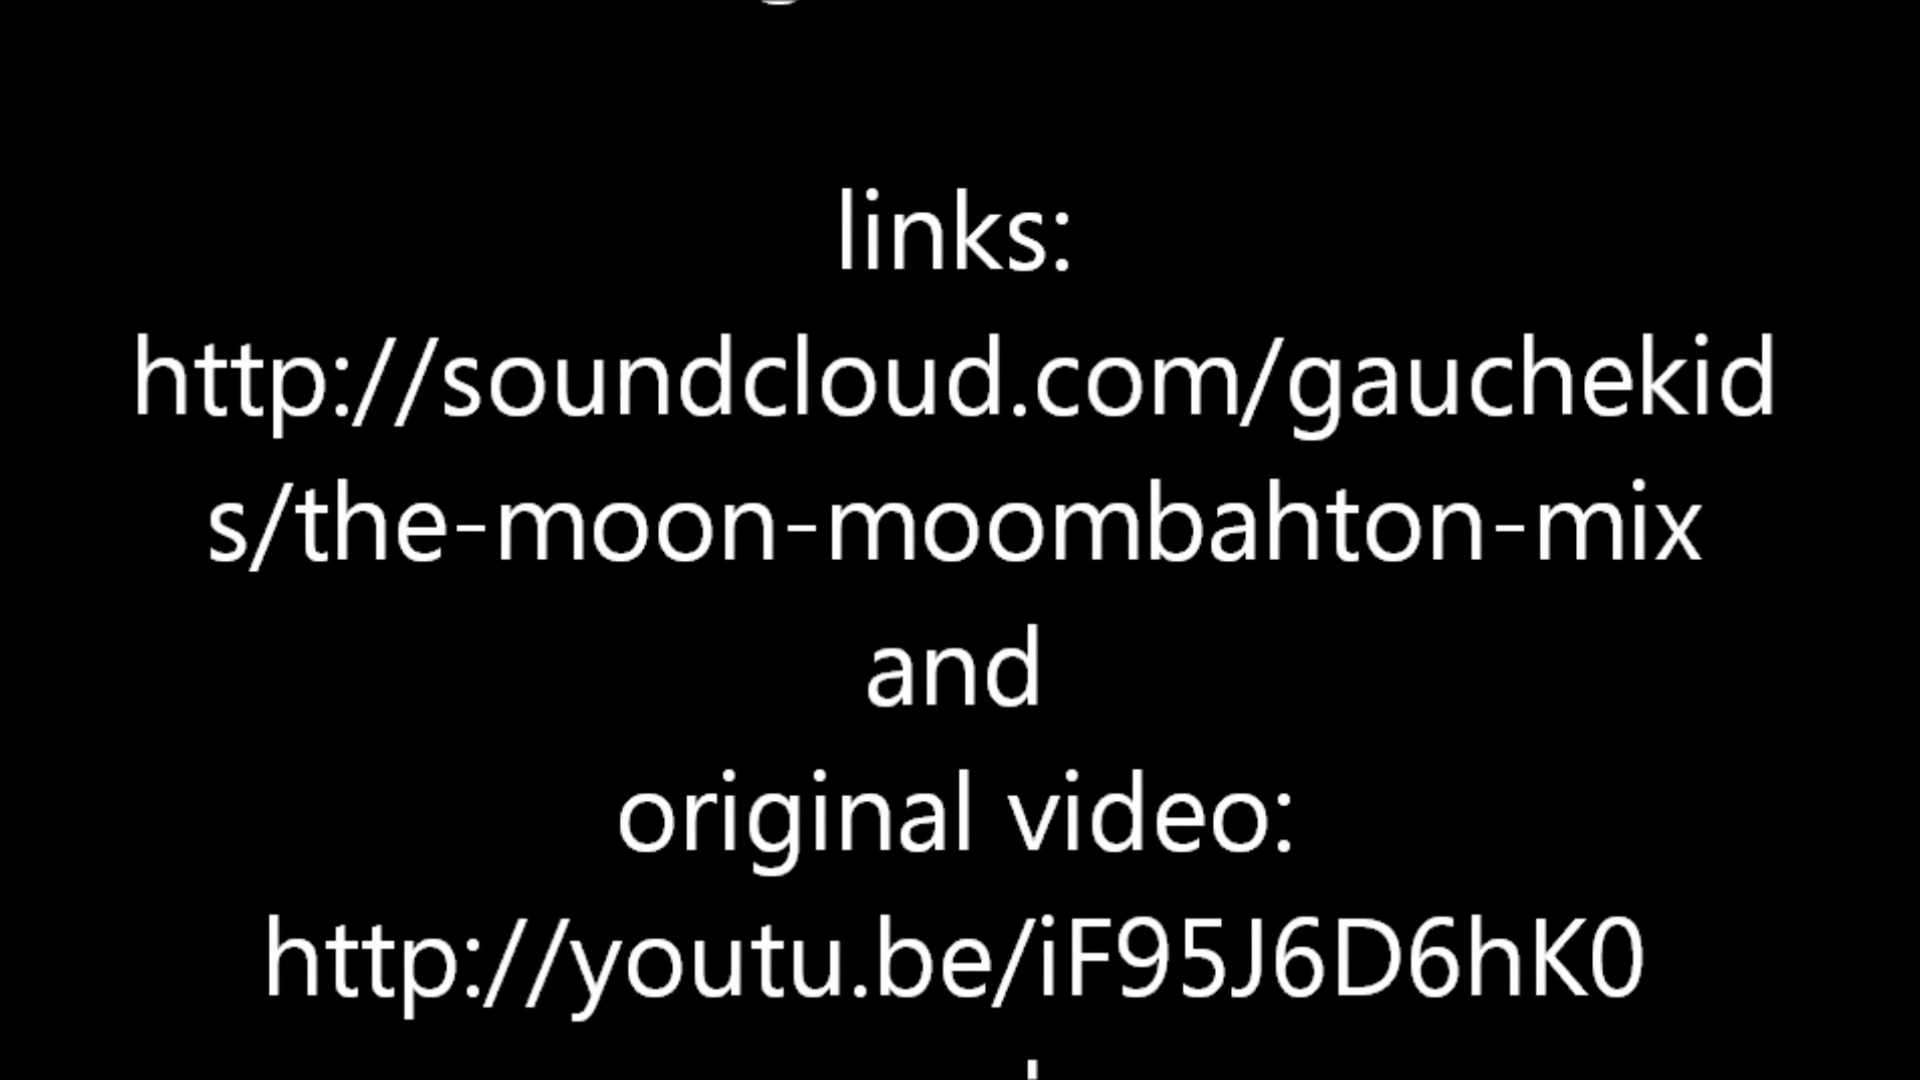 links:
http://soundcloud.com/gauchekid
s/the-moon-moombahton-mix
and
original video:
http://youtu.be/iF95J6D6hK0